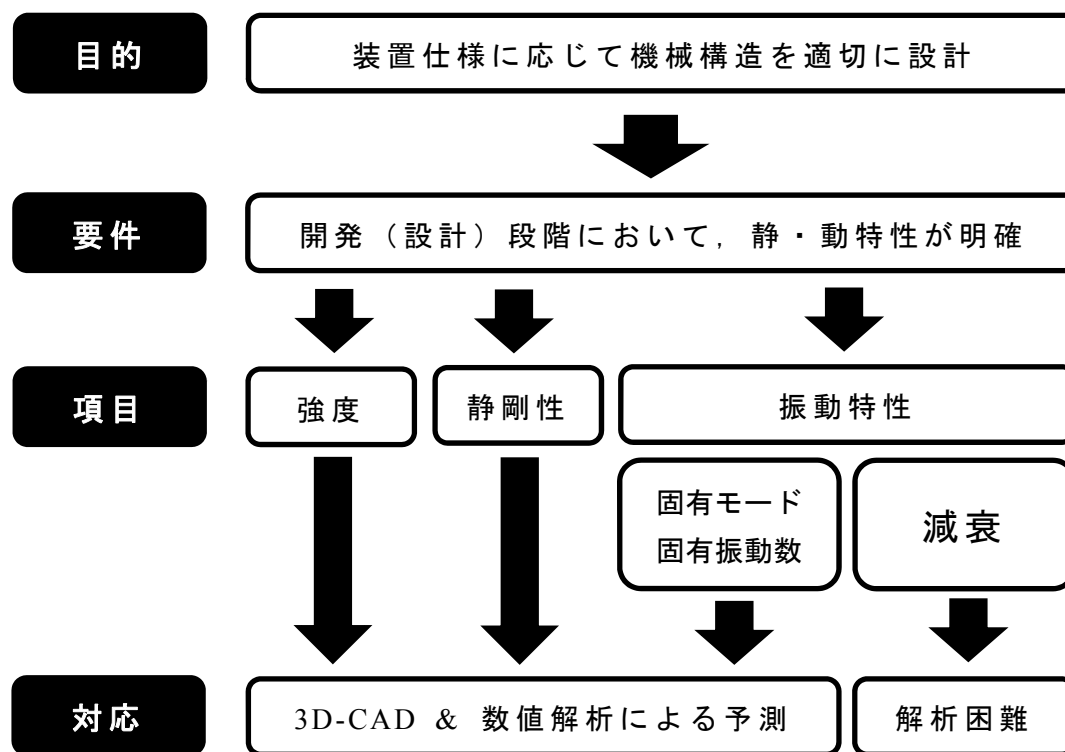 目的
装置仕様に応じて機械構造を適切に設計
要件
開発（設計）段階において, 静・動特性が明確
項目
強度
静剛性
振動特性
固有モード
固有振動数
減衰
対応
3D-CAD & 数値解析による予測
解析困難